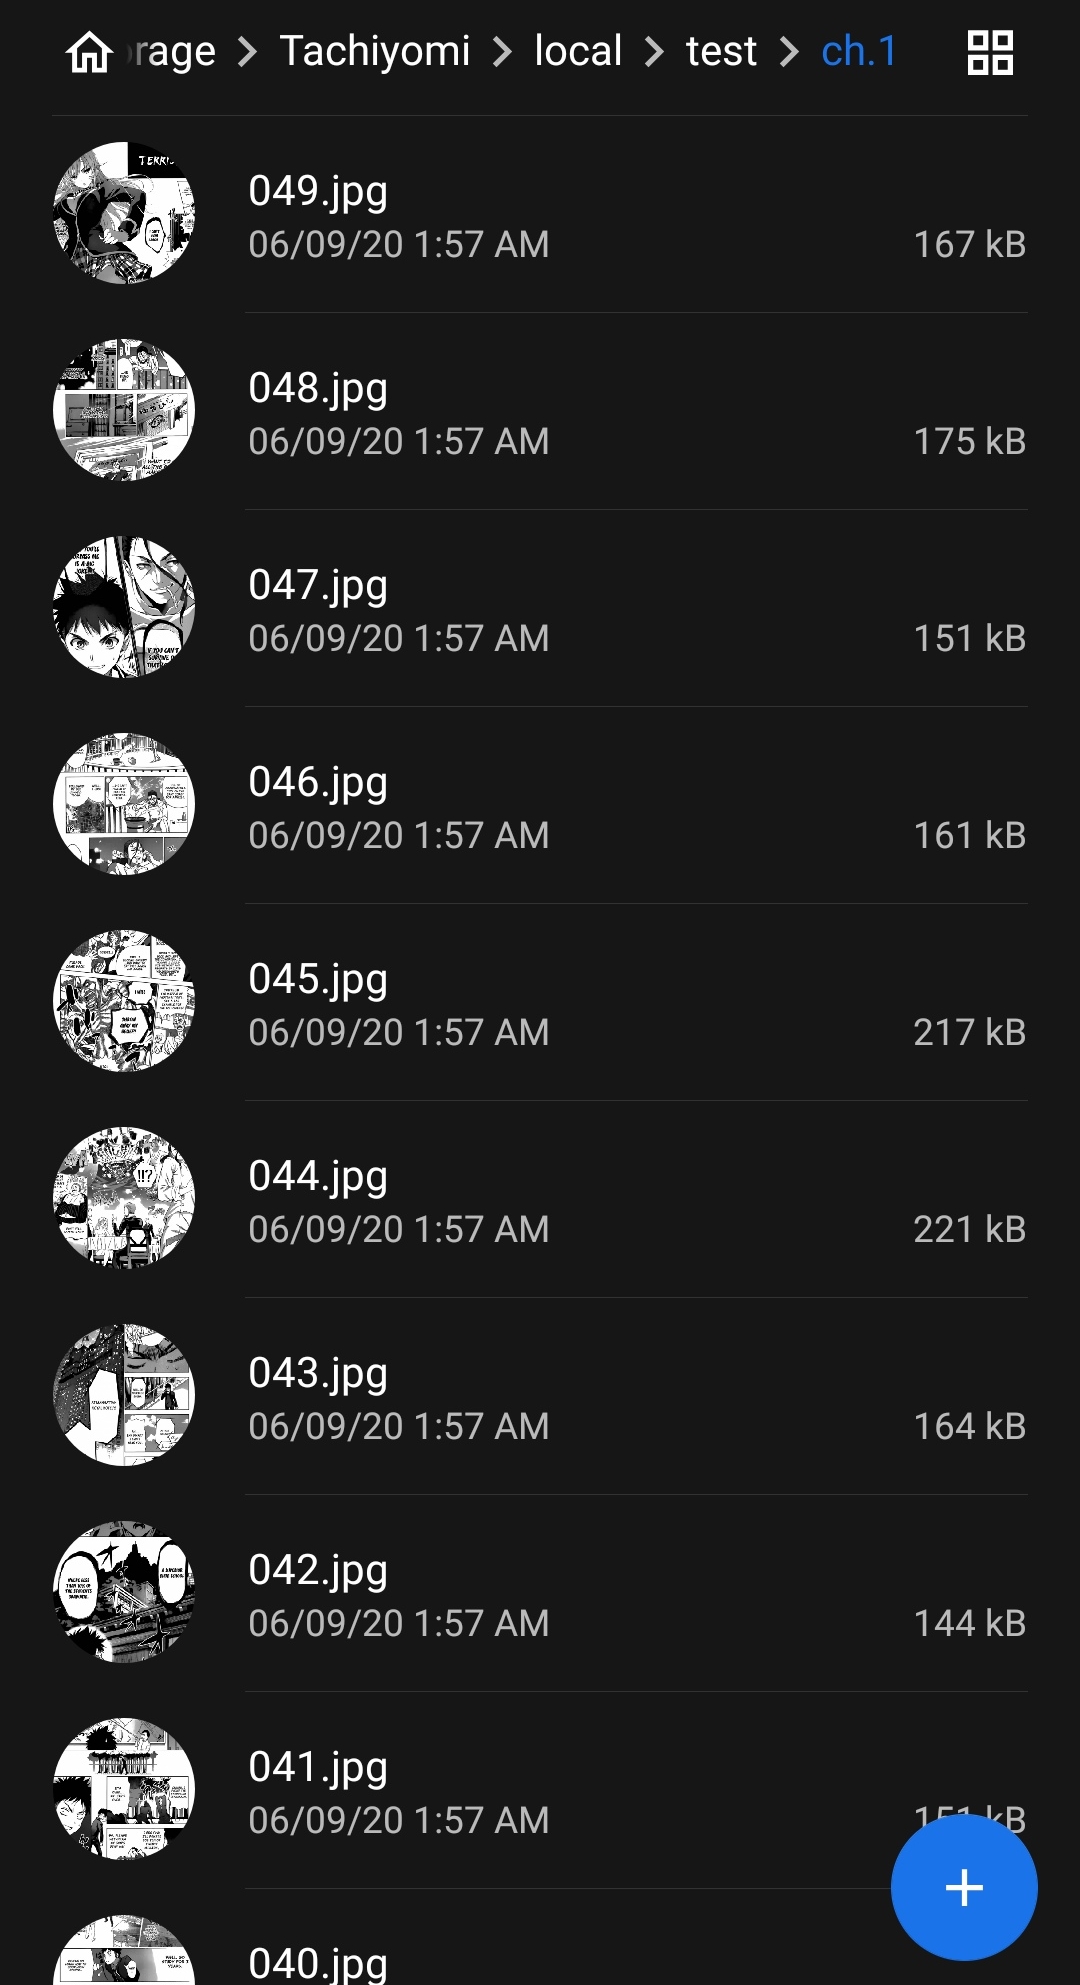 rage > Tachiyomi > local > test > ch.1
TERRI
049.jpg
06/09/20 1:57 AM 167 kB
048.jpg
06/09/20 1:57 AM 175 kB
047.jpg
06/09/20 1:57 AM 151 kB
046.jpg
06/09/20 1:57 AM 161 kB
045.jpg
06/09/20 1:57 AM 217 kB
!!?
044.jpg
06/09/20 1:57 AM 221 kB
043.jpg
06/09/20 1:57 AM 164 kB
042.jpg
06/09/20 1:57 AM 144 kB
041.jpg
06/09/20 1:57 AM 151 kB
040.jpg